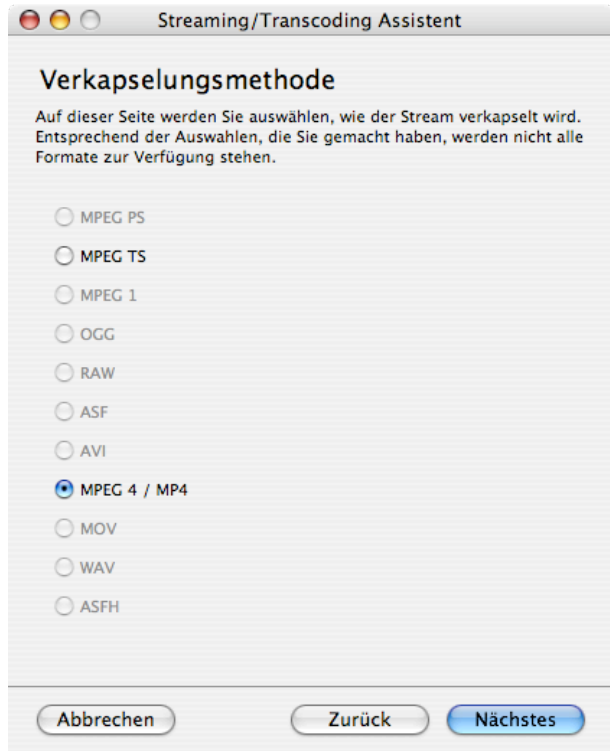 Streaming/Transcoding Assistent
Verkapselungsmethode
Auf dieser Seite werden Sie auswählen, wie der Stream verkapselt wird.
Entsprechend der Auswahlen, die Sie gemacht haben, werden nicht alle
Formate zur Verfügung stehen.
MPEG PS
MPEG TS
MPEG 1
OGG
RAW
ASF
AVI
MPEG 4 / MP4
MOV
WAV
ASFH
Abbrechen Zurück Nächstes